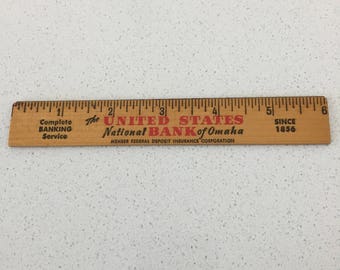 1 2 3 4 5 6
Complete BANKING Service
The UNITED STATES
National BANK of Omaha
MEMBER FEDERAL DEPOSIT INSURANCE CORPORATION
SINCE 1856